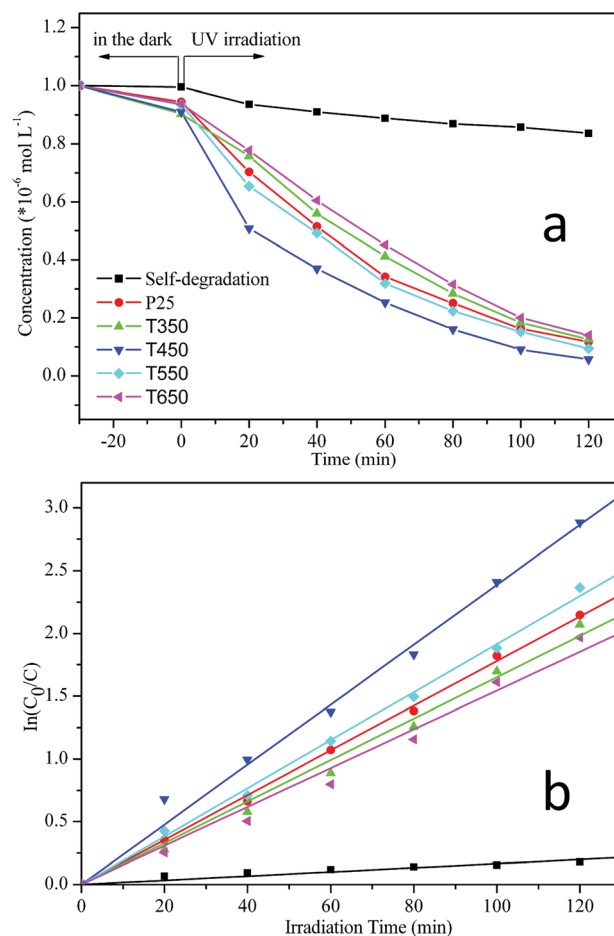 in the dark UV irradiation
1.2
1.0
0.8
0.6
0.4
0.2
0.0
Concentration (*10⁻⁶ mol L⁻¹)
a
Self-degradation
P25
T350
T450
T550
T650
-20 0 20 40 60 80 100 120
Time (min)
3.0
2.5
2.0
1.5
1.0
0.5
0.0
In(C₀/C)
b
0 20 40 60 80 100 120
Irradiation Time (min)